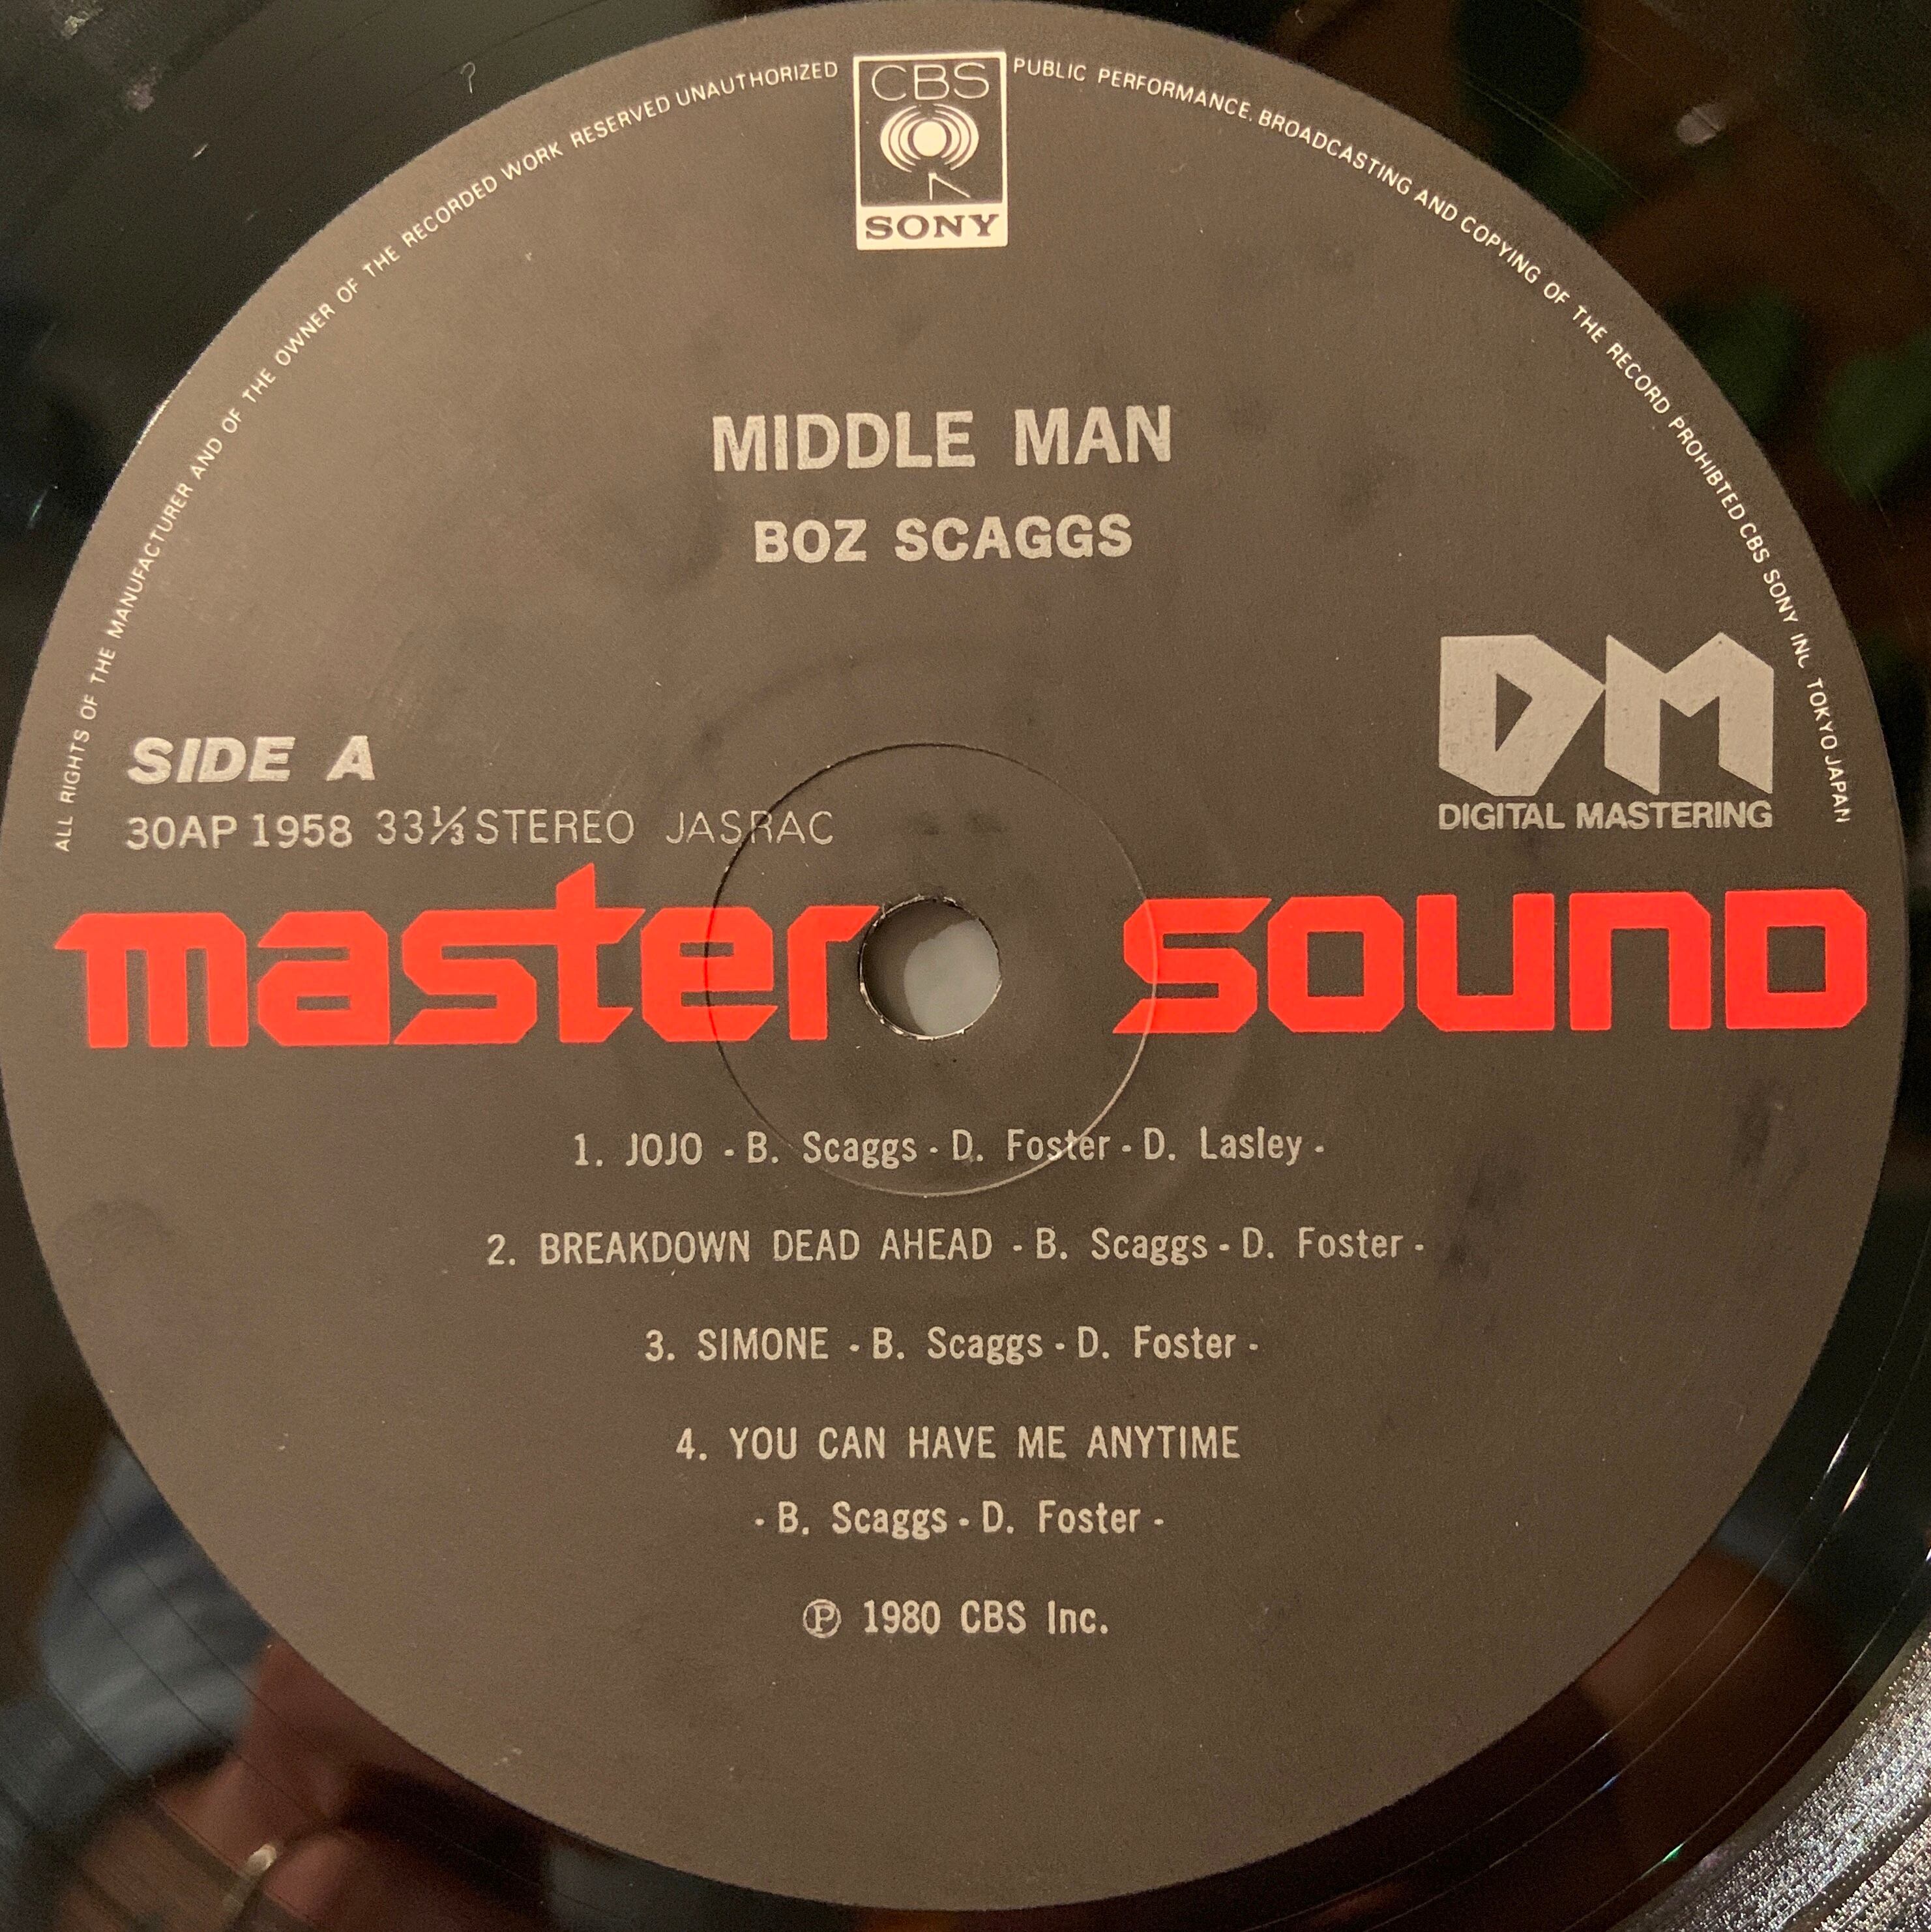 ALL RIGHTS OF THE MANUFACTURER AND OF THE OWNER OF THE RECORDED WORK RESERVED UNAUTHORIZED PUBLIC PERFORMANCE. BROADCASTING AND COPYING OF THE RECORD PROHIBTED CBS SONY INC TOKYO JAPAN
CBS
SONY
MIDDLE MAN
BOZ SCAGGS
DM
DIGITAL MASTERING
SIDE A
30AP 1958 33⅓ STEREO JASRAC
master sound
1. JOJO - B. Scaggs - D. Foster - D. Lasley -
2. BREAKDOWN DEAD AHEAD - B. Scaggs - D. Foster -
3. SIMONE - B. Scaggs - D. Foster -
4. YOU CAN HAVE ME ANYTIME
- B. Scaggs - D. Foster -
Ⓟ 1980 CBS Inc.